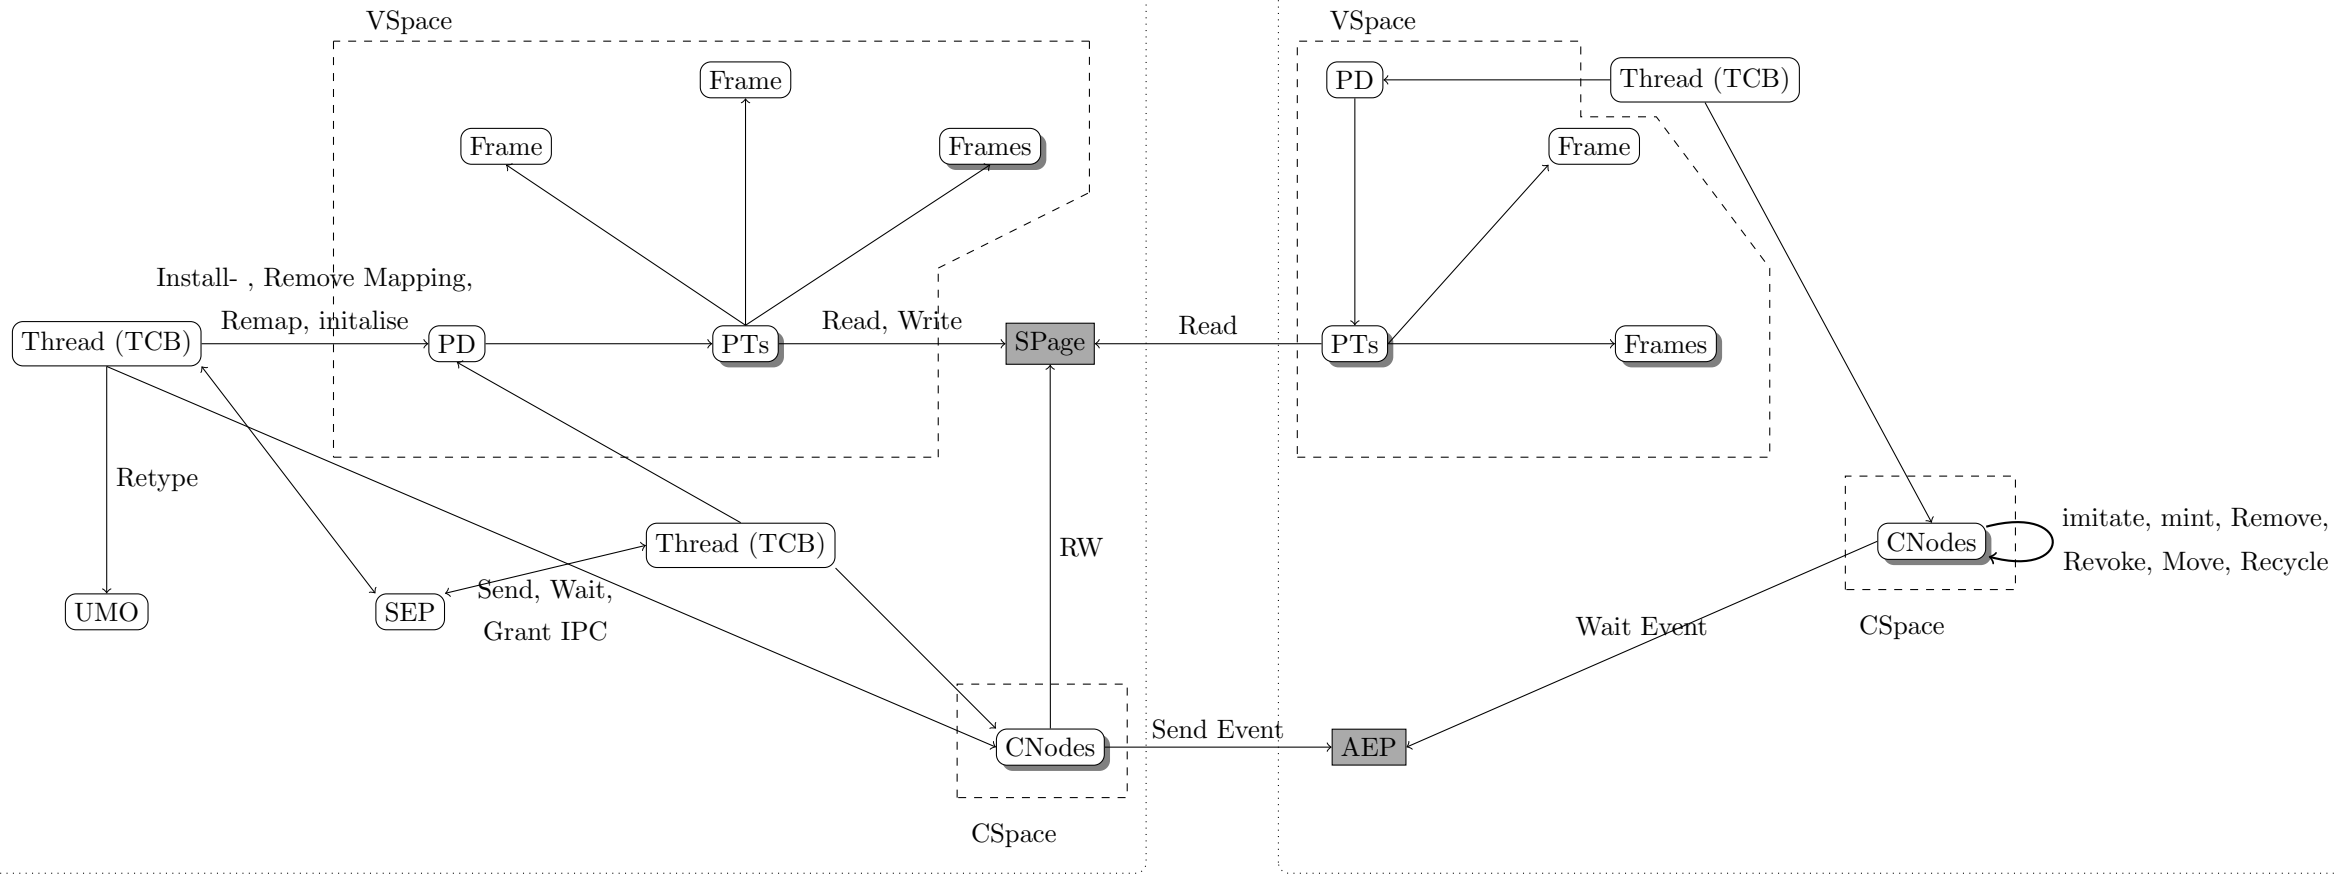 VSpace
VSpace
Frame
PD
Thread (TCB)
Frame
Frames
Frame
Install- , Remove Mapping,
Remap, initalise
Thread (TCB)
PD
PTs
Read, Write
SPage
Read
PTs
Frames
Retype
Thread (TCB)
RW
CNodes
imitate, mint, Remove,
Revoke, Move, Recycle
UMO
SEP
Send, Wait,
Grant IPC
Wait Event
CSpace
CNodes
Send Event
AEP
CSpace